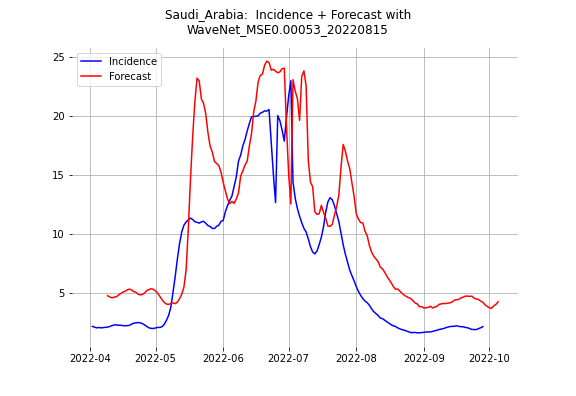 Saudi_Arabia:  Incidence + Forecast with
WaveNet_MSE0.00053_20220815
Incidence
Forecast
25
20
15
10
5
2022-04 2022-05 2022-06 2022-07 2022-08 2022-09 2022-10